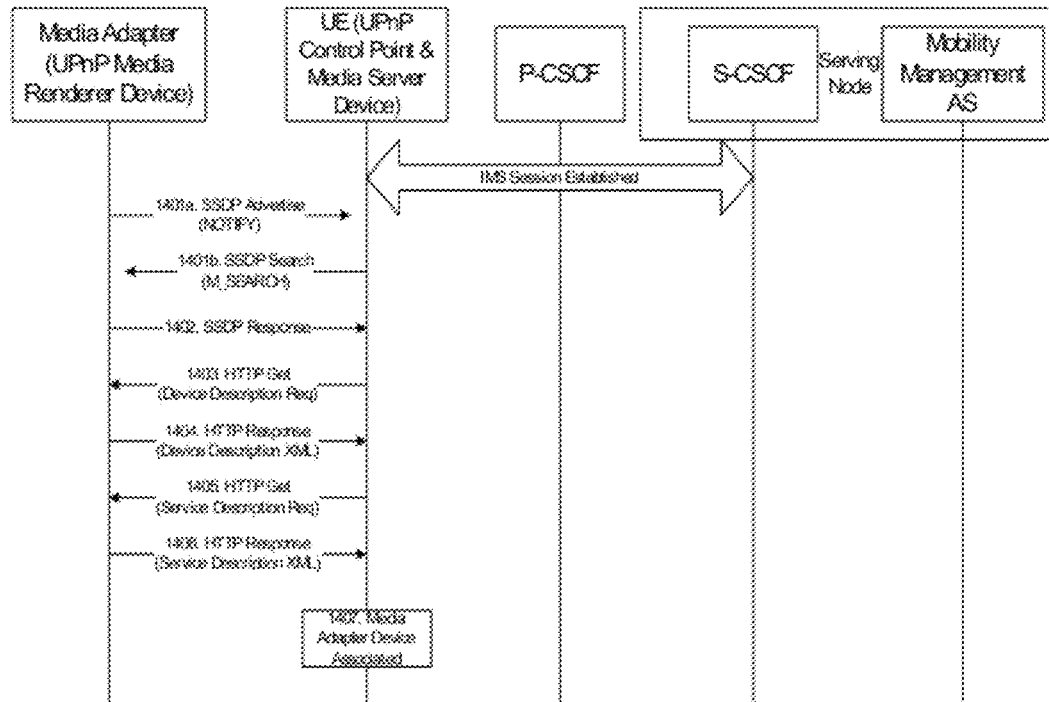 Media Adapter
(UPnP Media
Renderer Device)
UE (UPnP
Control Point &
Media Server
Device)
P-CSCF
S-CSCF
Serving
Node
Mobility
Management
AS
IMS Session Established
1401a. SSDP Advertise
(NOTIFY)
1401b. SSDP Search
(M_SEARCH)
1402. SSDP Response
1403. HTTP Get
(Device Description Req)
1404. HTTP Response
(Device Description XML)
1405. HTTP Get
(Service Description Req)
1406. HTTP Response
(Service Description XML)
1407. Media
Adapter Device
Associated